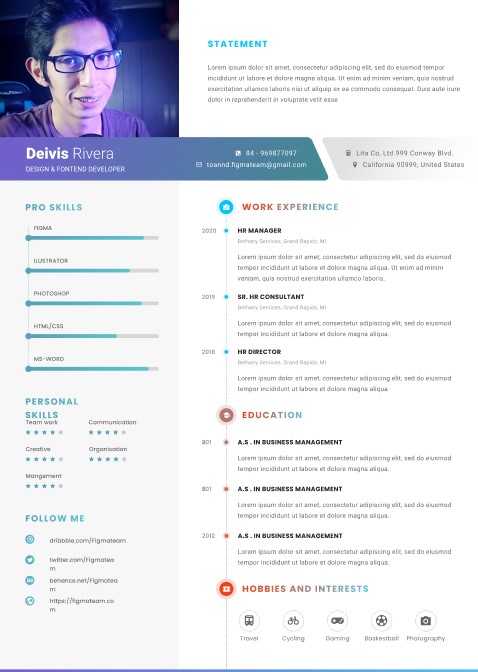 STATEMENT
Lorem ipsum dolor sit amet, consectetur adipiscing elit, sed do eiusmod tempor
incididunt ut labore et dolore magna aliqua. Ut enim ad minim veniam, quis nostrud
exercitation ullamco laboris nisi ut aliquip ex ea commodo consequat. Duis aute irure
dolor in reprehenderit in voluptate velit esse
Deivis Rivera
DESIGN & FONTEND DEVELOPER
84 - 969877097
toannd.figmateam@gmail.com
Lita Co, Ltd.999 Conway Blvd.
California 90999, United States
PRO SKILLS
FIGMA
ILUSTRATOR
PHOTOSHOP
HTML/CSS
MS-WORD
PERSONAL
SKILLS
Team work
Communication
Creative
Organisation
Mangement
FOLLOW ME
dribbble.com/Figmateam
twitter.com/Figmatea
m
behance.net/Figmatea
m
https://figmateam.co
m
WORK EXPERIENCE
2020
HR MANAGER
Bethany Services, Grand Rapids, MI
Lorem ipsum dolor sit amet, consectetur adipiscing elit, sed do eiusmod
tempor incididunt ut labore et dolore magna aliqua. Ut enim ad minim
veniam, quis nostrud exercitation ullamco laboris.
2019
SR. HR CONSULTANT
Bethany Services, Grand Rapids, MI
Lorem ipsum dolor sit amet, consectetur adipiscing elit, sed do eiusmod
tempor incididunt ut labore et dolore magna aliqua.
2018
HR DIRECTOR
Bethany Services, Grand Rapids, MI
Lorem ipsum dolor sit amet, consectetur adipiscing elit, sed do eiusmod
tempor incididunt ut labore et dolore magna aliqua.
EDUCATION
A.S . IN BUSINESS MANAGEMENT
Lorem ipsum dolor sit amet, consectetur adipiscing elit, sed do eiusmod
tempor incididunt ut labore et dolore magna aliqua.
A.S . IN BUSINESS MANAGEMENT
Lorem ipsum dolor sit amet, consectetur adipiscing elit, sed do eiusmod
tempor incididunt ut labore et dolore magna aliqua.
2012
A.S . IN BUSINESS MANAGEMENT
Lorem ipsum dolor sit amet, consectetur adipiscing elit, sed do eiusmod
tempor incididunt ut labore et dolore magna aliqua.
HOBBIES AND INTERESTS
Travel
Cycling
Gaming
Baskestball
Photography